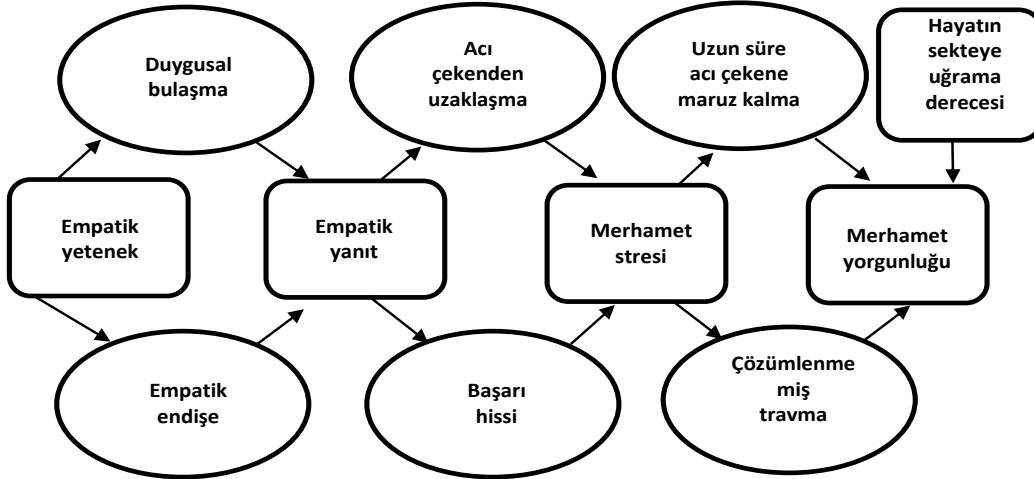 Duygusal
bulaşma
Acı
çekenden
uzaklaşma
Uzun süre
acı çekene
maruz kalma
Hayatın
sekteye
uğrama
derecesi
Empatik
yetenek
Empatik
yanıt
Merhamet
stresi
Merhamet
yorgunluğu
Empatik
endişe
Başarı
hissi
Çözümlenme
miş
travma